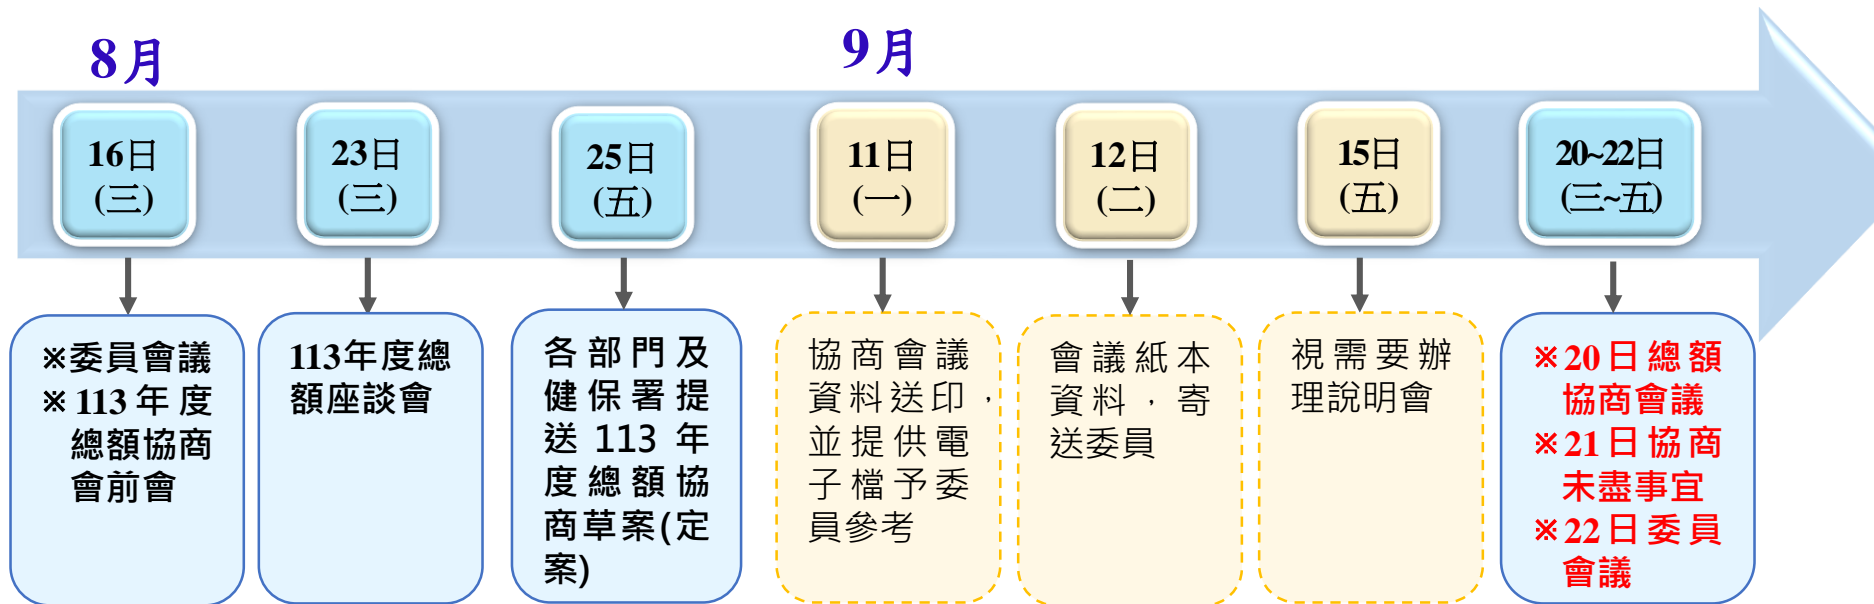 8月
9月
16日
(三)
23日
(三)
25日
(五)
11日
(一)
12日
(二)
15日
(五)
20~22日
(三~五)
※委員會議
※113年度
總額協商
會前會
113年度總
額座談會
各部門及
健保署提
送113年
度總額協
商草案(定
案)
協商會議
資料送印，
並提供電
子檔予委
員參考
會議紙本
資料，寄
送委員
視需要辦
理說明會
※20日總額
協商會議
※21日協商
未盡事宜
※22日委員
會議